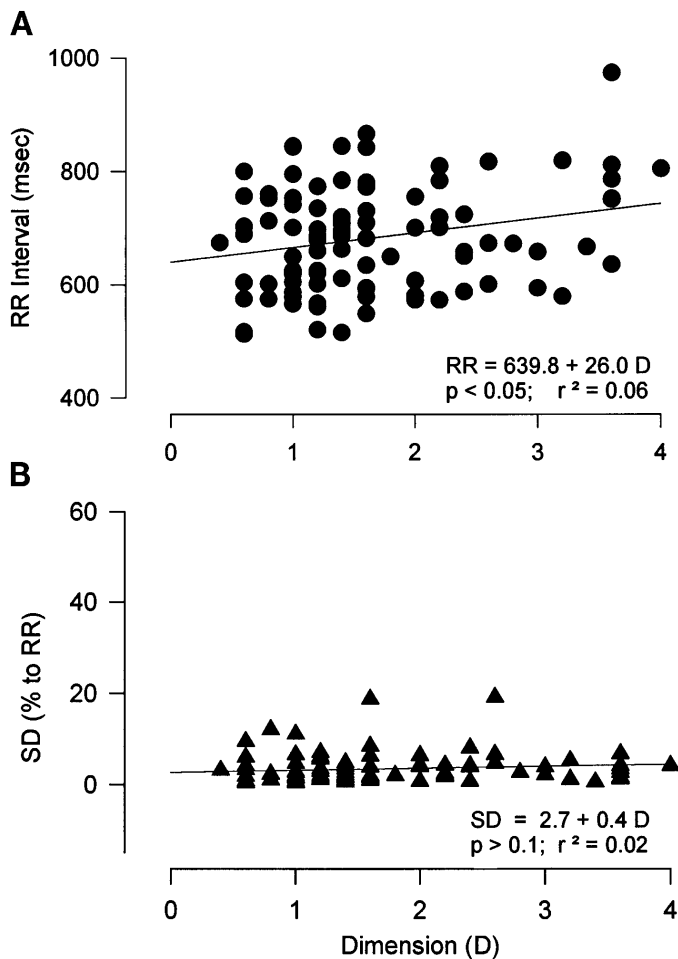 A
1000
800
600
400
RR Interval (msec)
RR = 639.8 + 26.0 D
p < 0.05; r ² = 0.06
0 1 2 3 4
B
60
40
20
0
SD (% to RR)
SD = 2.7 + 0.4 D
p > 0.1; r ² = 0.02
0 1 2 3 4
Dimension (D)